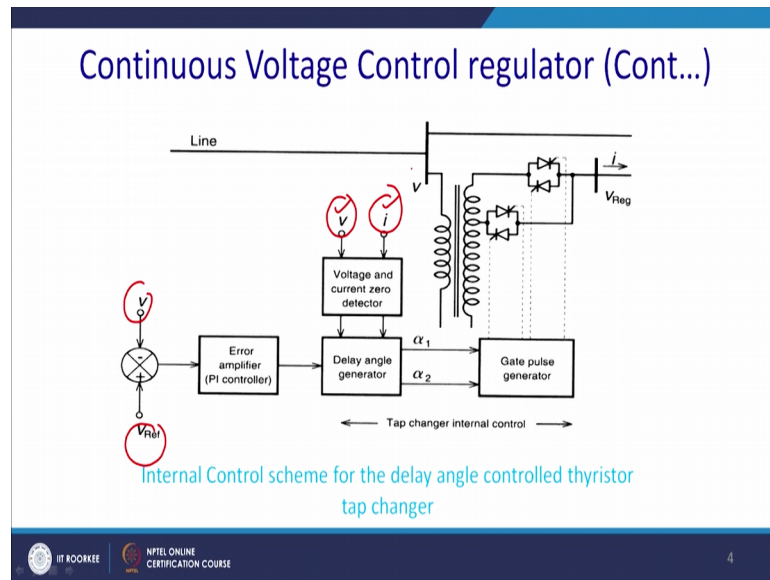 Continuous Voltage Control regulator (Cont...)
Line
v
i
V_Reg
v
i
Voltage and
current zero
detector
v
-
+
V_Ref
Error
amplifier
(PI controller)
Delay angle
generator
α1
α2
Gate pulse
generator
Tap changer internal control
Internal Control scheme for the delay angle controlled thyristor
tap changer
IIT ROORKEE
NPTEL ONLINE
CERTIFICATION COURSE
4